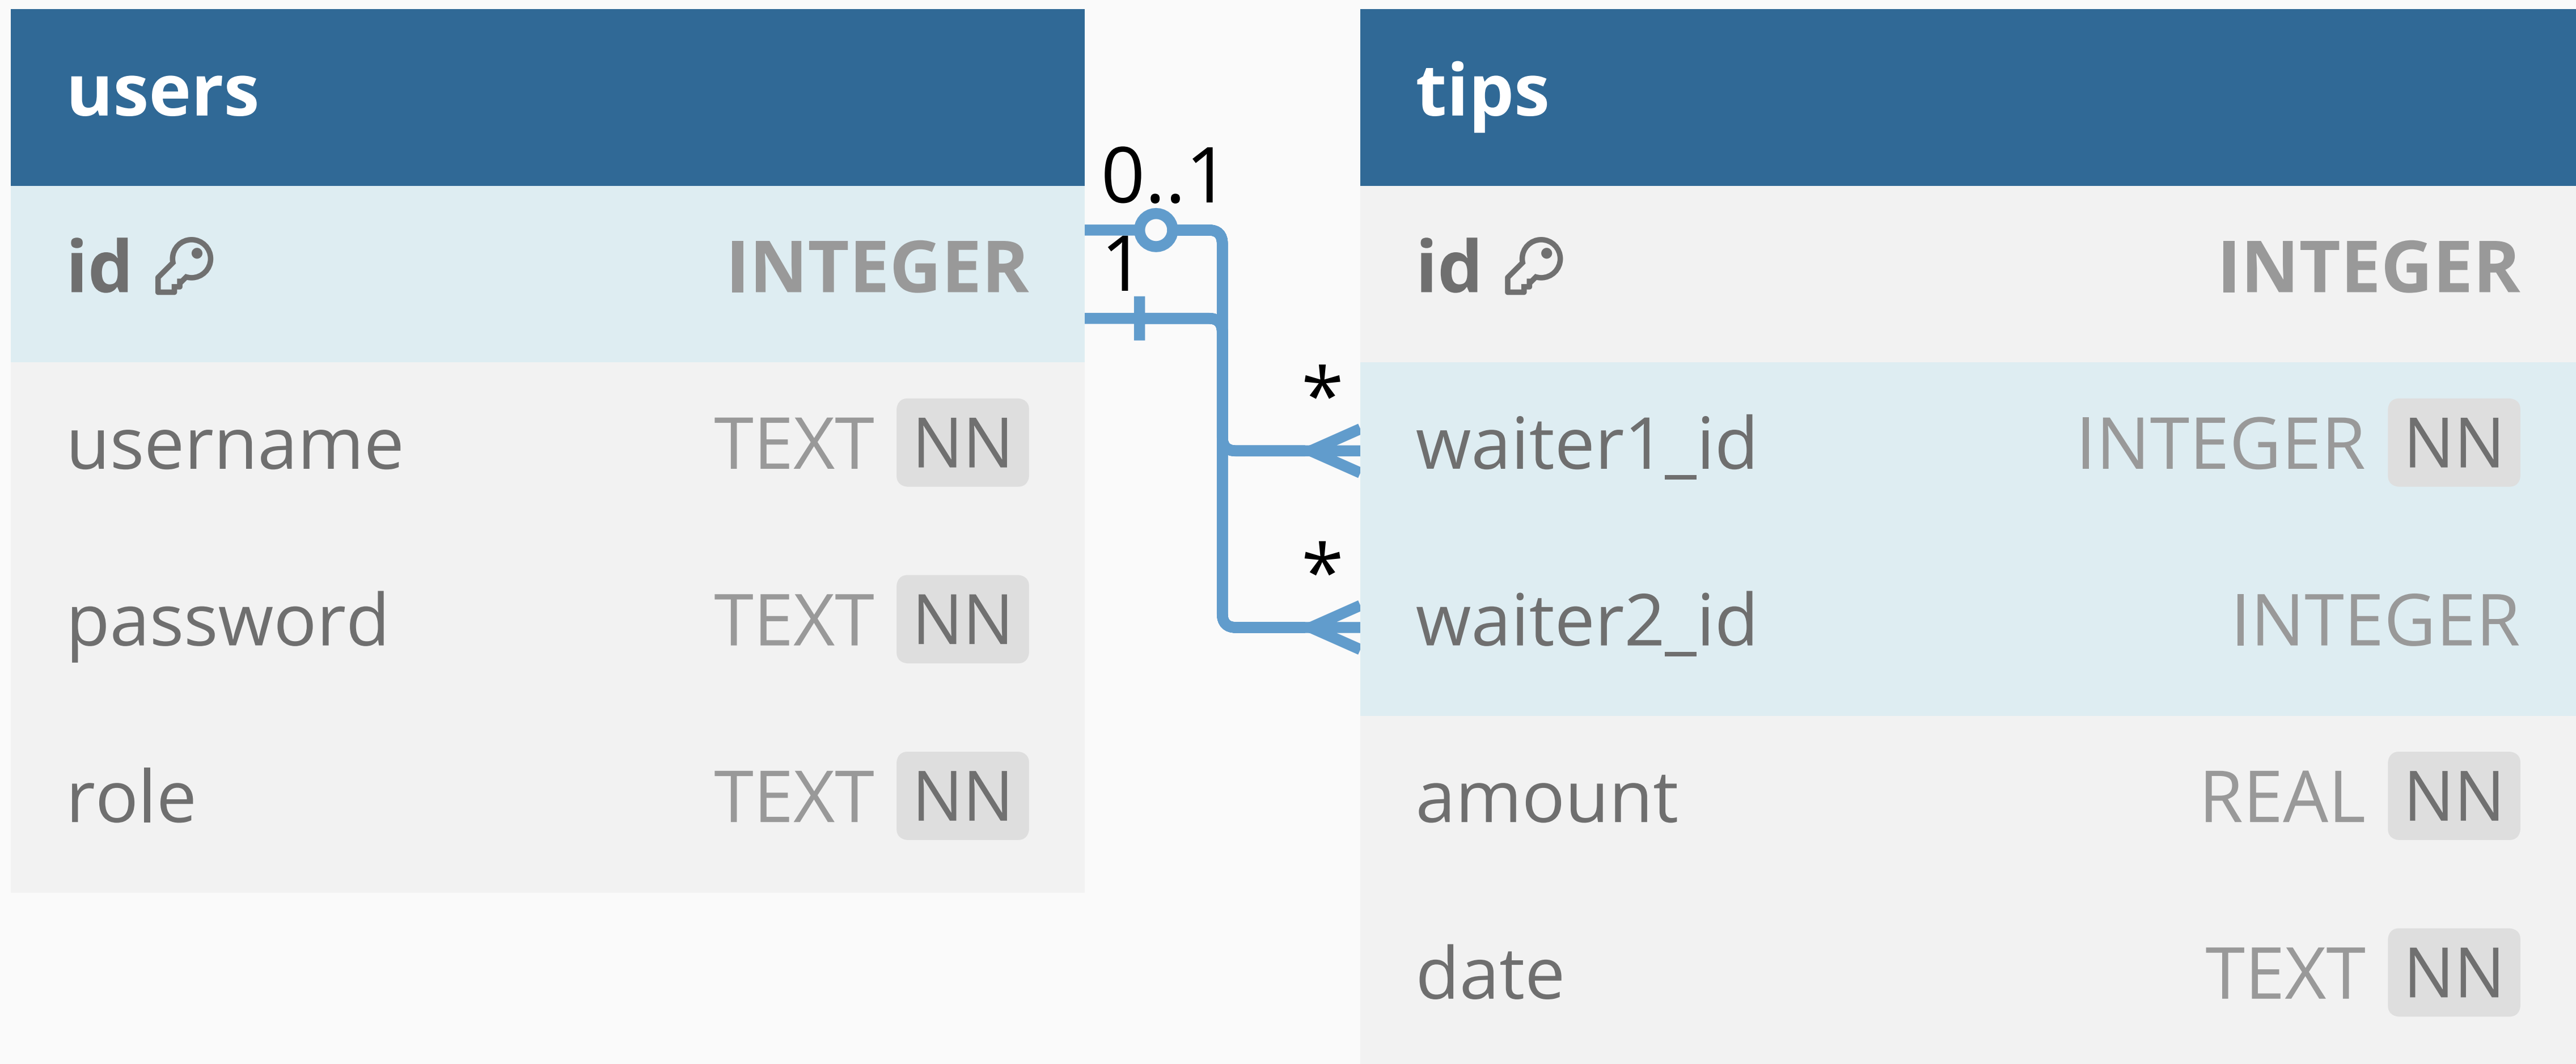 users
id INTEGER
username TEXT NN
password TEXT NN
role TEXT NN
0..1
1
*
*
tips
id INTEGER
waiter1_id INTEGER NN
waiter2_id INTEGER
amount REAL NN
date TEXT NN